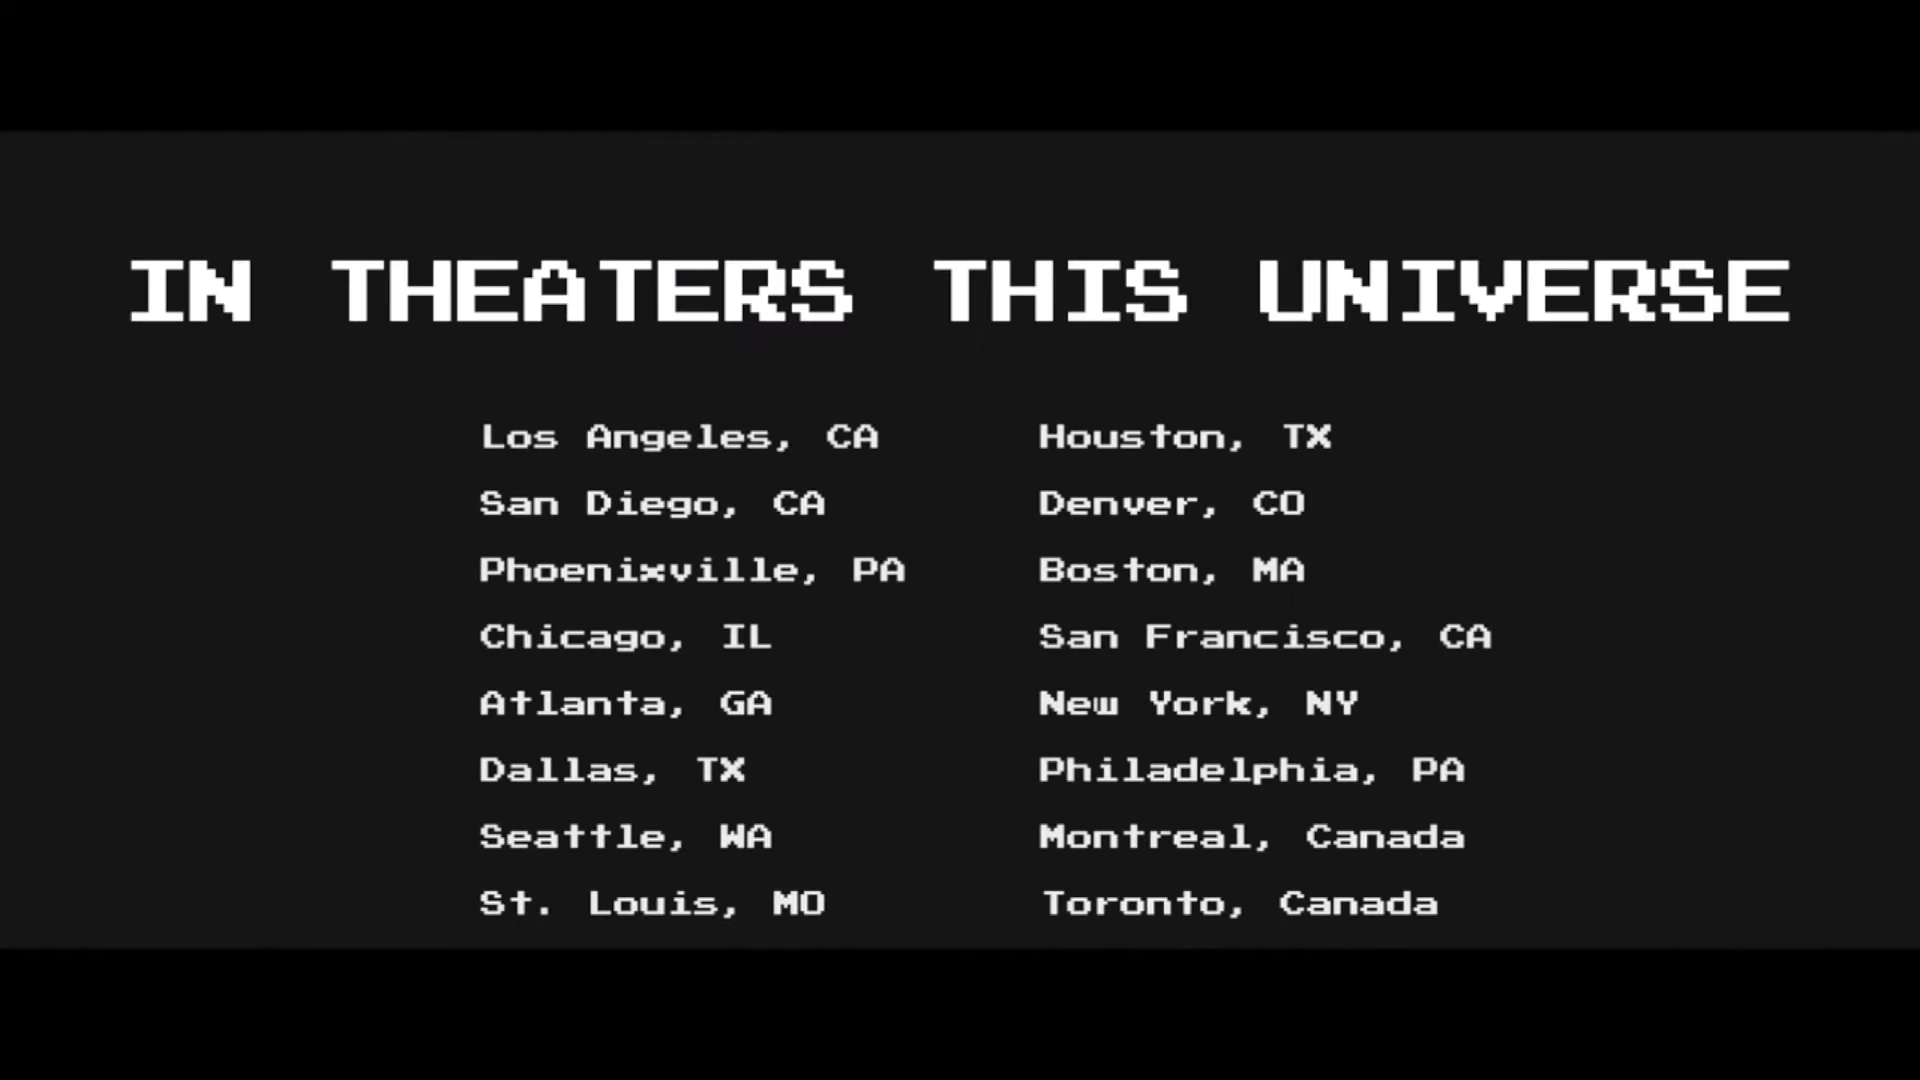 IN THEATERS THIS UNIVERSE
Los Angeles, CA
San Diego, CA
Phoenixville, PA
Chicago, IL
Atlanta, GA
Dallas, TX
Seattle, WA
St. Louis, MO
Houston, TX
Denver, CO
Boston, MA
San Francisco, CA
New York, NY
Philadelphia, PA
Montreal, Canada
Toronto, Canada